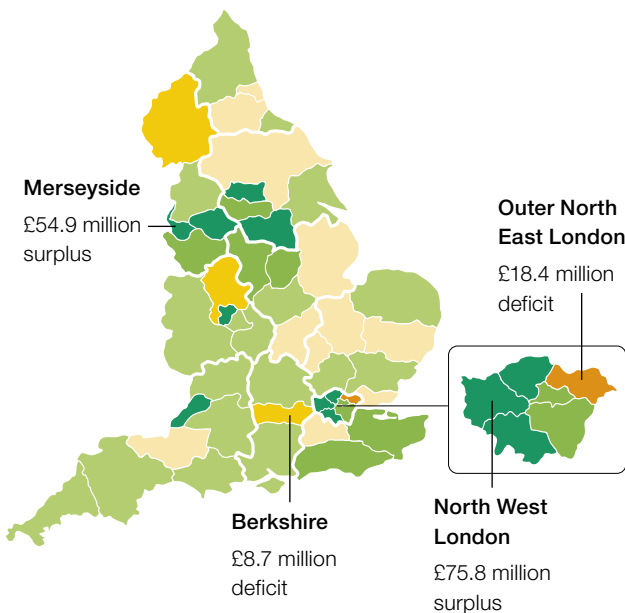 Merseyside
£54.9 million
surplus
Outer North
East London
£18.4 million
deficit
Berkshire
£8.7 million
deficit
North West
London
£75.8 million
surplus